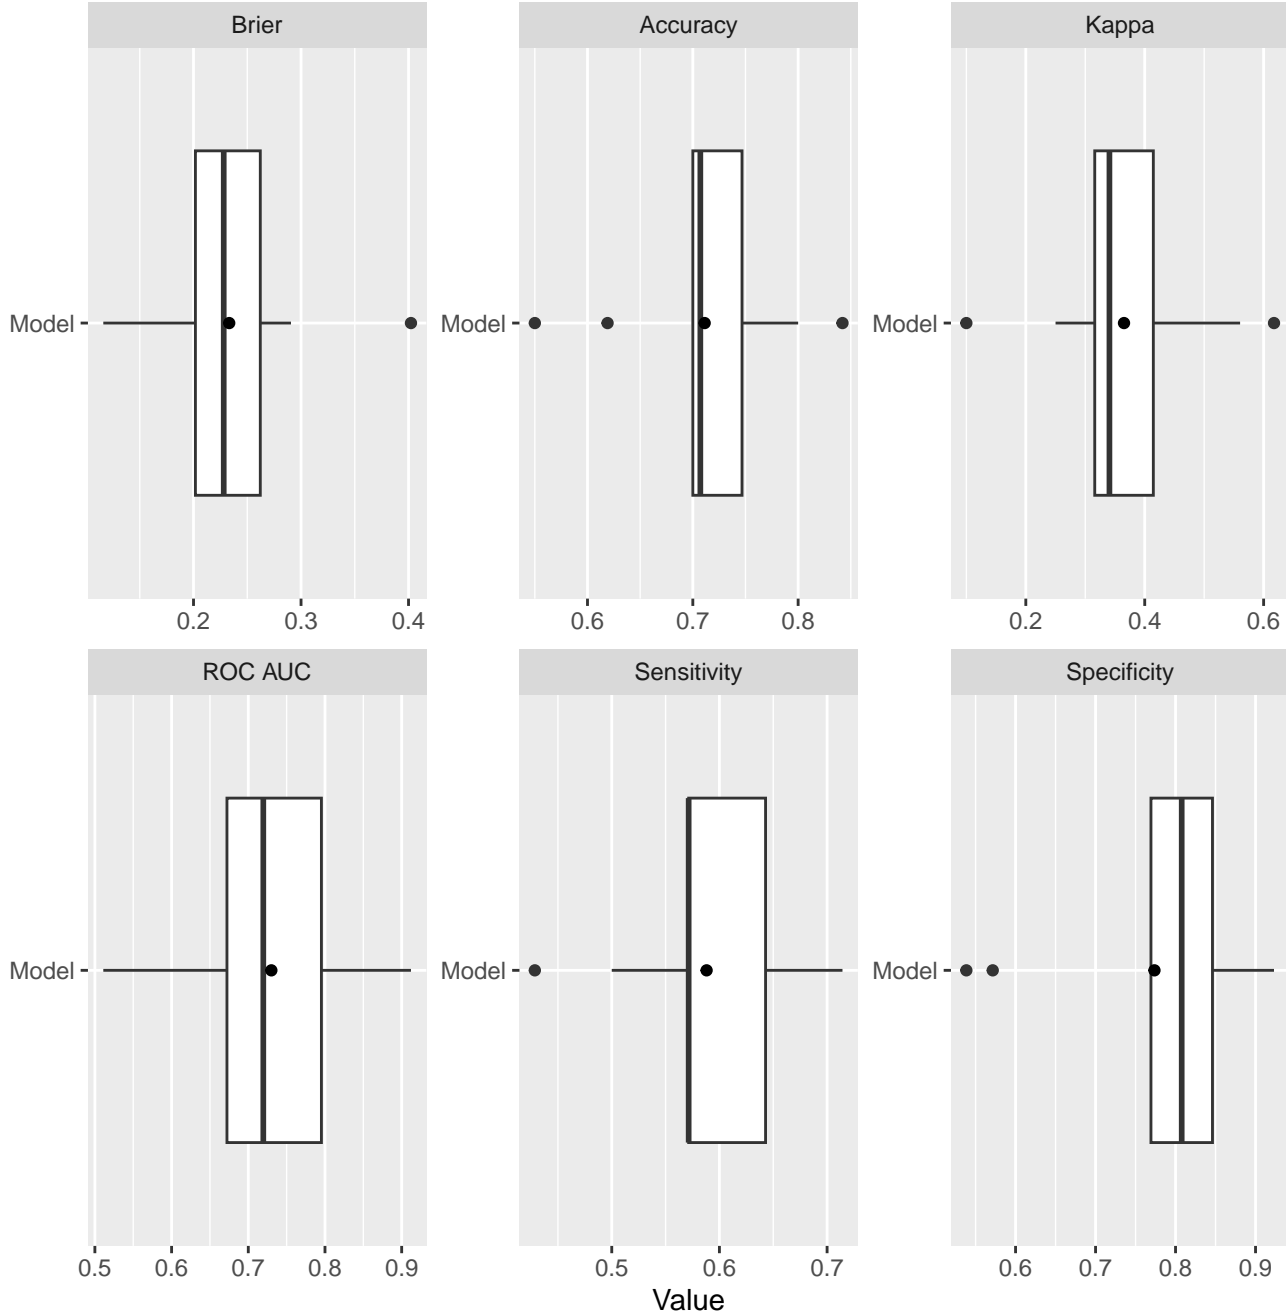 Brier Accuracy Kappa
Model Model Model
0.2 0.3 0.4 0.6 0.7 0.8 0.2 0.4 0.6
ROC AUC Sensitivity Specificity
Model Model Model
0.5 0.6 0.7 0.8 0.9 0.5 0.6 0.7 0.6 0.7 0.8 0.9
Value